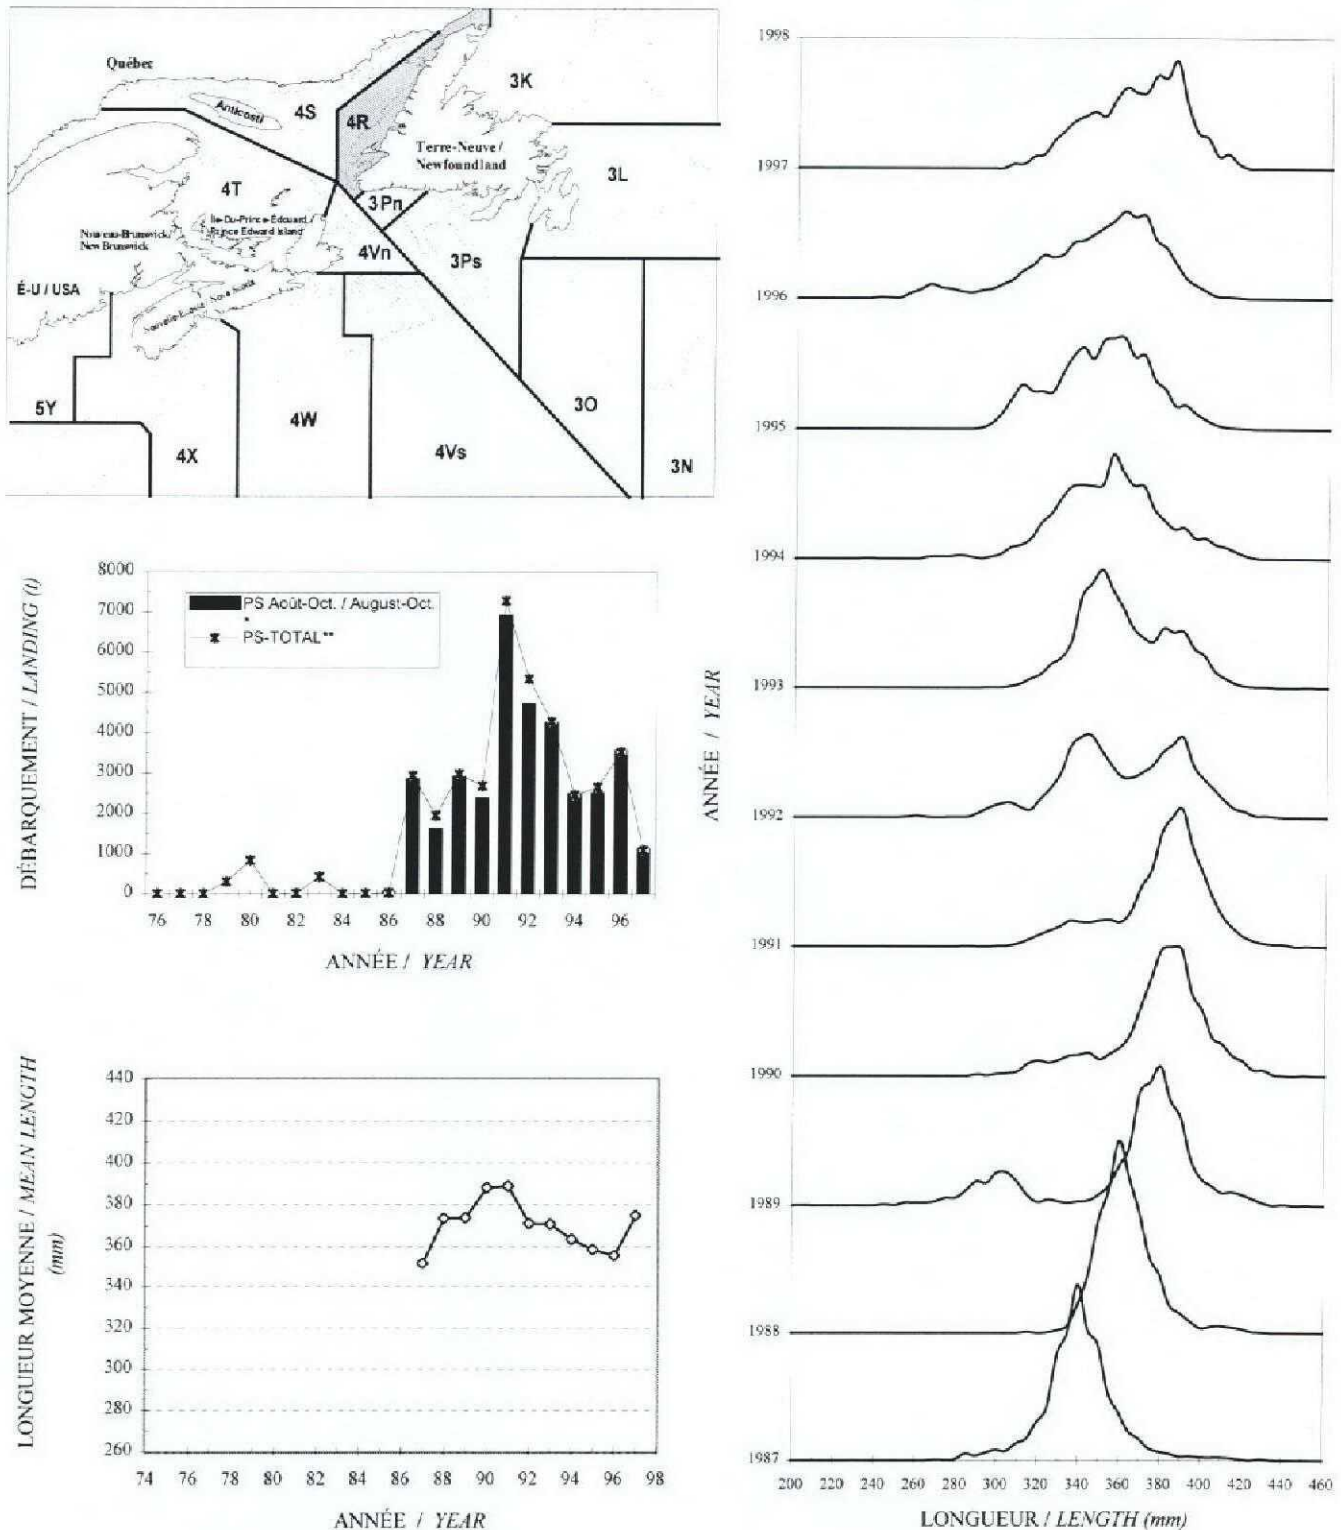 Québec
Anticosti
4S
4R
3K
Terre-Neuve /
Newfoundland
3L
4T
3Pn
Île-Du-Prince-Édouard /
Prince Edward Island
Nouveau-Brunswick/
New Brunswick
4Vn
3Ps
É-U / USA
Nouvelle-Écosse Nova Scotia
5Y
4X
4W
4Vs
3O
3N
DÉBARQUEMENT / LANDING (t)
8000
7000
6000
5000
4000
3000
2000
1000
0
PS Août-Oct. / August-Oct.
*
PS-TOTAL**
76 78 80 82 84 86 88 90 92 94 96
ANNÉE / YEAR
LONGUEUR MOYENNE / MEAN LENGTH
(mm)
440
420
400
380
360
340
320
300
280
260
74 76 78 80 82 84 86 88 90 92 94 96 98
ANNÉE / YEAR
ANNÉE / YEAR
1998
1997
1996
1995
1994
1993
1992
1991
1990
1989
1988
1987
200 220 240 260 280 300 320 340 360 380 400 420 440 460
LONGUEUR / LENGTH (mm)